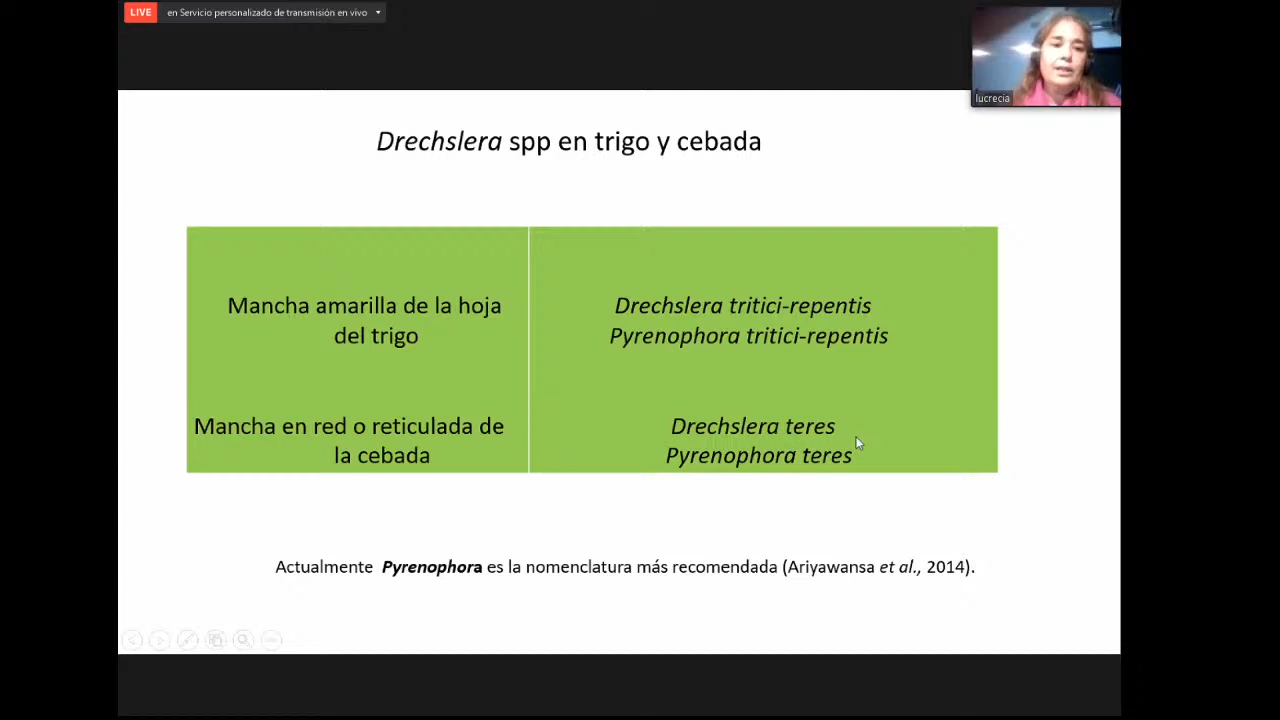 LIVE en Servicio personalizado de transmisión en vivo
lucrecia
Drechslera spp en trigo y cebada
Mancha amarilla de la hoja
del trigo
Drechslera tritici-repentis
Pyrenophora tritici-repentis
Mancha en red o reticulada de
la cebada
Drechslera teres
Pyrenophora teres
Actualmente Pyrenophora es la nomenclatura más recomendada (Ariyawansa et al., 2014).